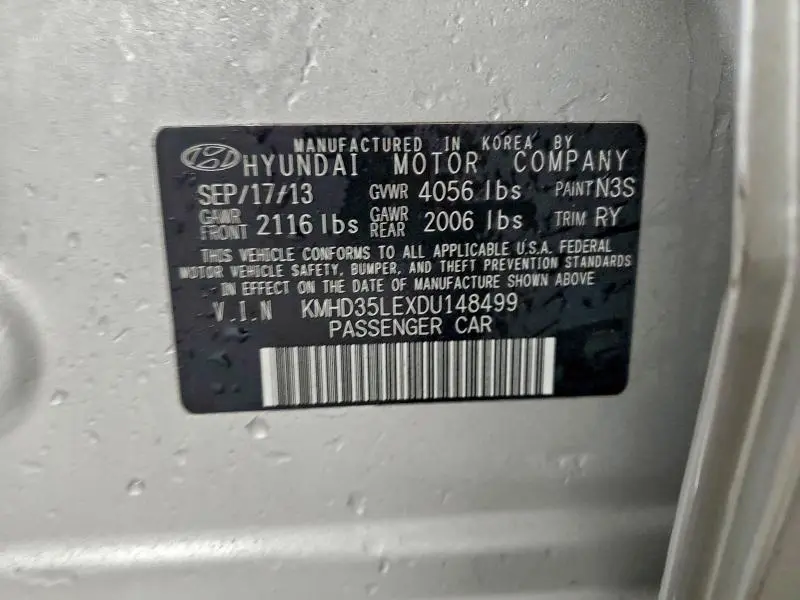 MANUFACTURED IN KOREA BY
HYUNDAI MOTOR COMPANY
SEP/17/13 GVWR 4056 lbs PAINT N3S
GAWR FRONT 2116 lbs GAWR REAR 2006 lbs TRIM RY
THIS VEHICLE CONFORMS TO ALL APPLICABLE U.S.A. FEDERAL
MOTOR VEHICLE SAFETY, BUMPER, AND THEFT PREVENTION STANDARDS
IN EFFECT ON THE DATE OF MANUFACTURE SHOWN ABOVE
V.I.N KMHD35LEXDU148499
PASSENGER CAR